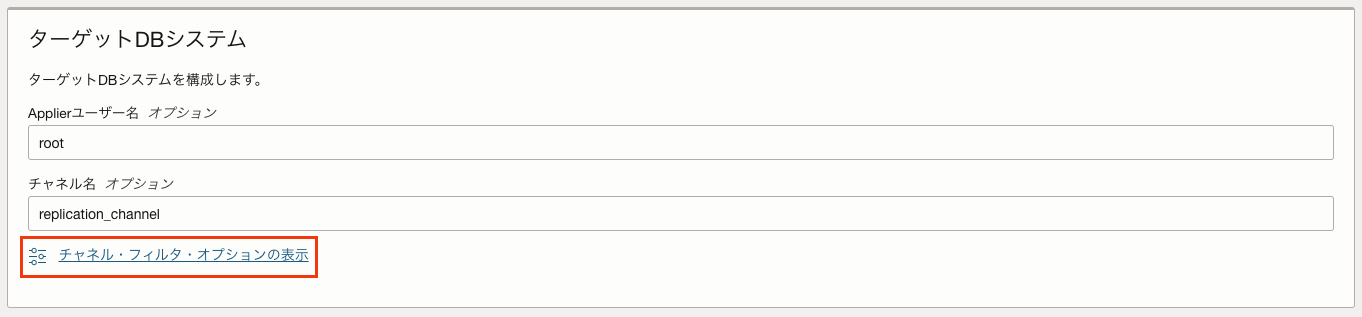 ターゲットDBシステム
ターゲットDBシステムを構成します。
Applierユーザー名 オプション
root
チャネル名 オプション
replication_channel
チャネル・フィルタ・オプションの表示